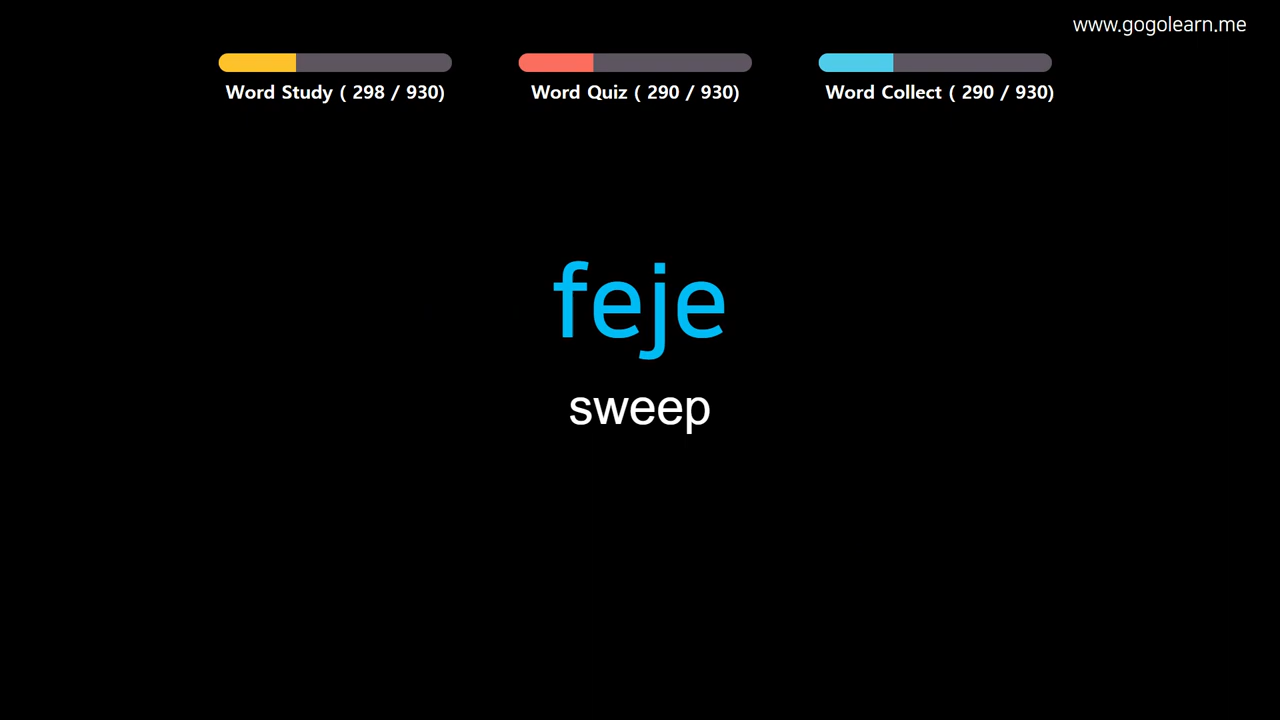 www.gogolearn.me
Word Study ( 298 / 930)
Word Quiz ( 290 / 930)
Word Collect ( 290 / 930)
feje
sweep